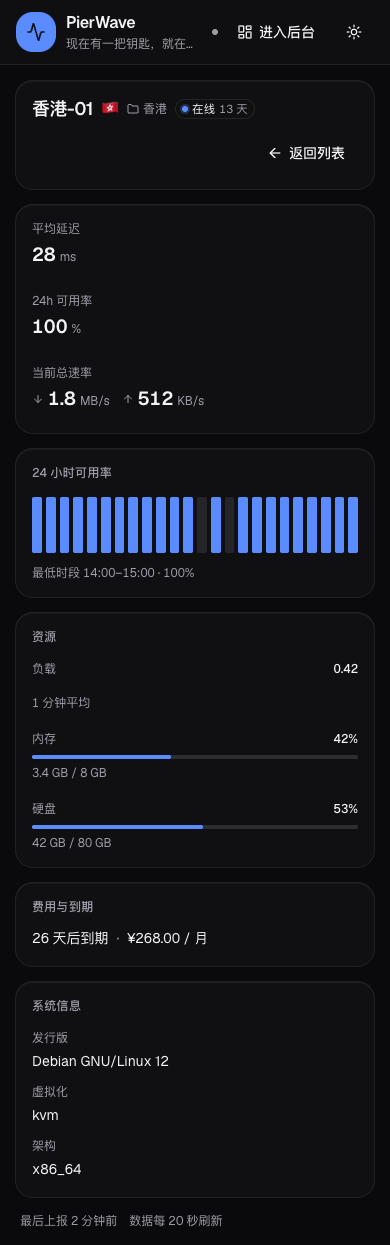 PierWave
现在有一把钥匙，就在…
进入后台
香港-01 🇭🇰 香港 在线 13 天
← 返回列表
平均延迟
28 ms
24h 可用率
100 %
当前总速率
↓ 1.8 MB/s ↑ 512 KB/s
24 小时可用率
最低时段 14:00–15:00 · 100%
资源
负载 0.42
1 分钟平均
内存 42%
3.4 GB / 8 GB
硬盘 53%
42 GB / 80 GB
费用与到期
26 天后到期 · ¥268.00 / 月
系统信息
发行版
Debian GNU/Linux 12
虚拟化
kvm
架构
x86_64
最后上报 2 分钟前 数据每 20 秒刷新